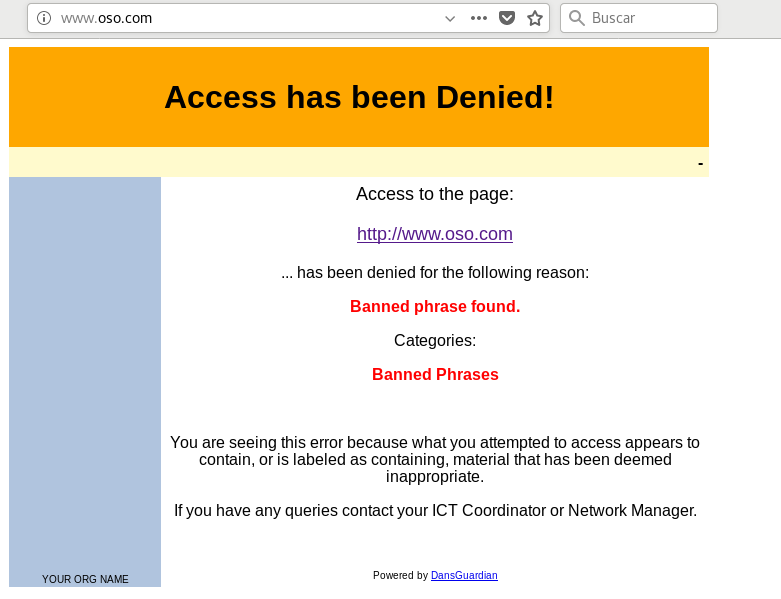 www.oso.com
Buscar
Access has been Denied!
-
Access to the page:
http://www.oso.com
... has been denied for the following reason:
Banned phrase found.
Categories:
Banned Phrases
You are seeing this error because what you attempted to access appears to
contain, or is labeled as containing, material that has been deemed
inappropriate.
If you have any queries contact your ICT Coordinator or Network Manager.
YOUR ORG NAME
Powered by DansGuardian